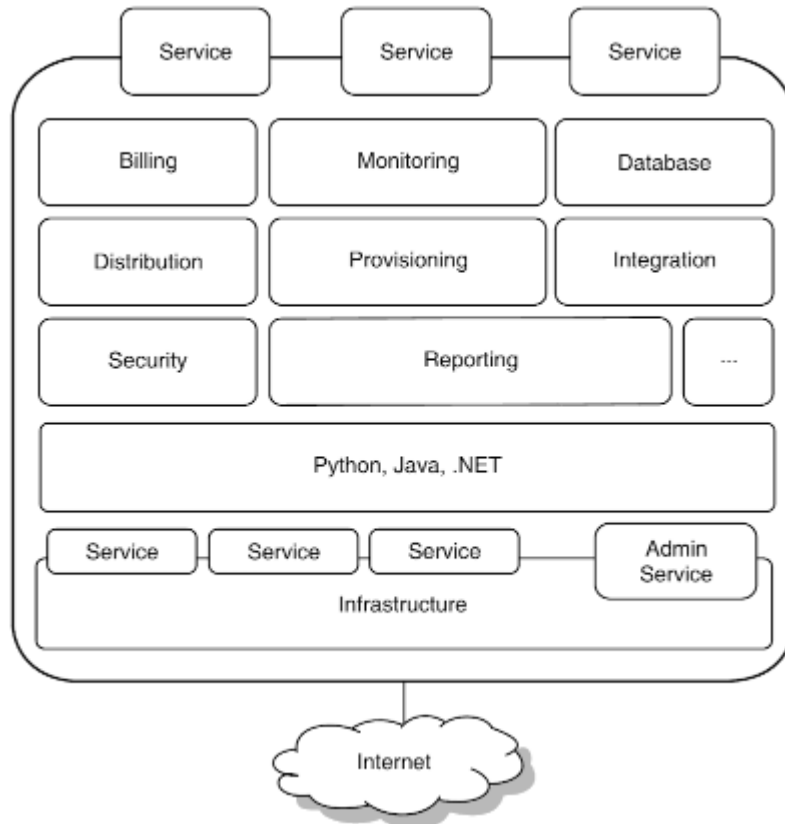 Service
Service
Service
Billing
Monitoring
Database
Distribution
Provisioning
Integration
Security
Reporting
---
Python, Java, .NET
Service
Service
Service
Admin
Service
Infrastructure
Internet